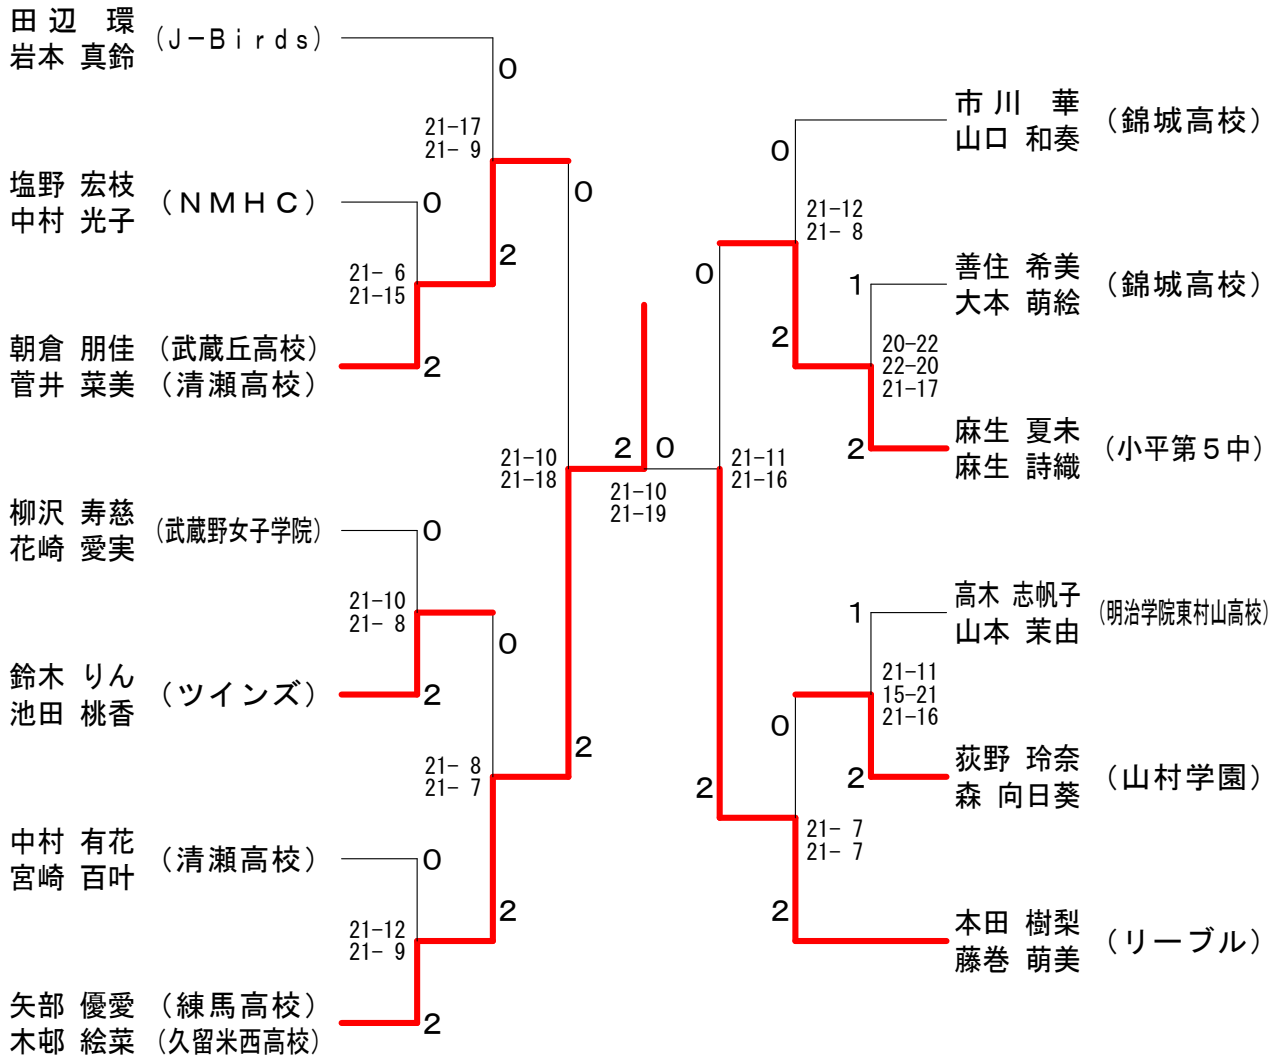 田辺 環 (J-Birds)
岩本 真鈴
0
21-17
21- 9
塩野 宏枝 (NMHC)
中村 光子
0
0
2
21- 6
21-15
朝倉 朋佳 (武蔵丘高校)
菅井 菜美 (清瀬高校)
2
21-10
21-18
柳沢 寿慈 (武蔵野女子学院)
花崎 愛実
0
21-10
21- 8
0
鈴木 りん (ツインズ)
池田 桃香
2
2
21- 8
21- 7
中村 有花 (清瀬高校)
宮崎 百叶
0
2
21-12
21- 9
矢部 優愛 (練馬高校)
木邨 絵菜 (久留米西高校)
2
2 0
21-10
21-19
市川 華 (錦城高校)
山口 和奏
0
21-12
21- 8
0
善住 希美 (錦城高校)
大本 萌絵
1
2
20-22
22-20
21-17
麻生 夏未 (小平第5中)
麻生 詩織
2
21-11
21-16
高木 志帆子 (明治学院東村山高校)
山本 茉由
1
21-11
15-21
21-16
0
荻野 玲奈 (山村学園)
森 向日葵
2
2
21- 7
21- 7
本田 樹梨 (リーブル)
藤巻 萌美
2